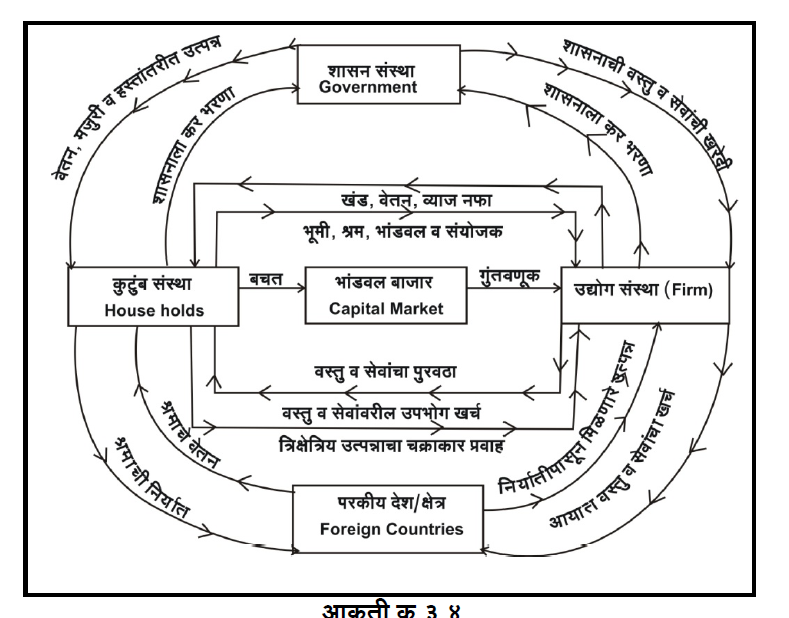 वेतन, मजुरी व हस्तांतरीत उत्पन्न
शासनाची वस्तु व सेवांची खरेदी
शासन संस्था
Government
शासनाला कर भरणा
शासनाला कर भरणा
खंड, वेतन, व्याज नफा
भूमी, श्रम, भांडवल व संयोजक
कुटुंब संस्था
House holds
बचत
भांडवल बाजार
Capital Market
गुंतवणूक
उद्योग संस्था (Firm)
वस्तु व सेवांचा पुरवठा
वस्तु व सेवांवरील उपभोग खर्च
त्रिक्षेत्रिय उत्पन्नाचा चक्राकार प्रवाह
श्रमाचे वेतन
श्रमाची निर्यात
निर्यातीपासून मिळणार उत्पन्न
आयात वस्तु व सेवांचा खर्च
परकीय देश/क्षेत्र
Foreign Countries
आकृती क्र ३.४